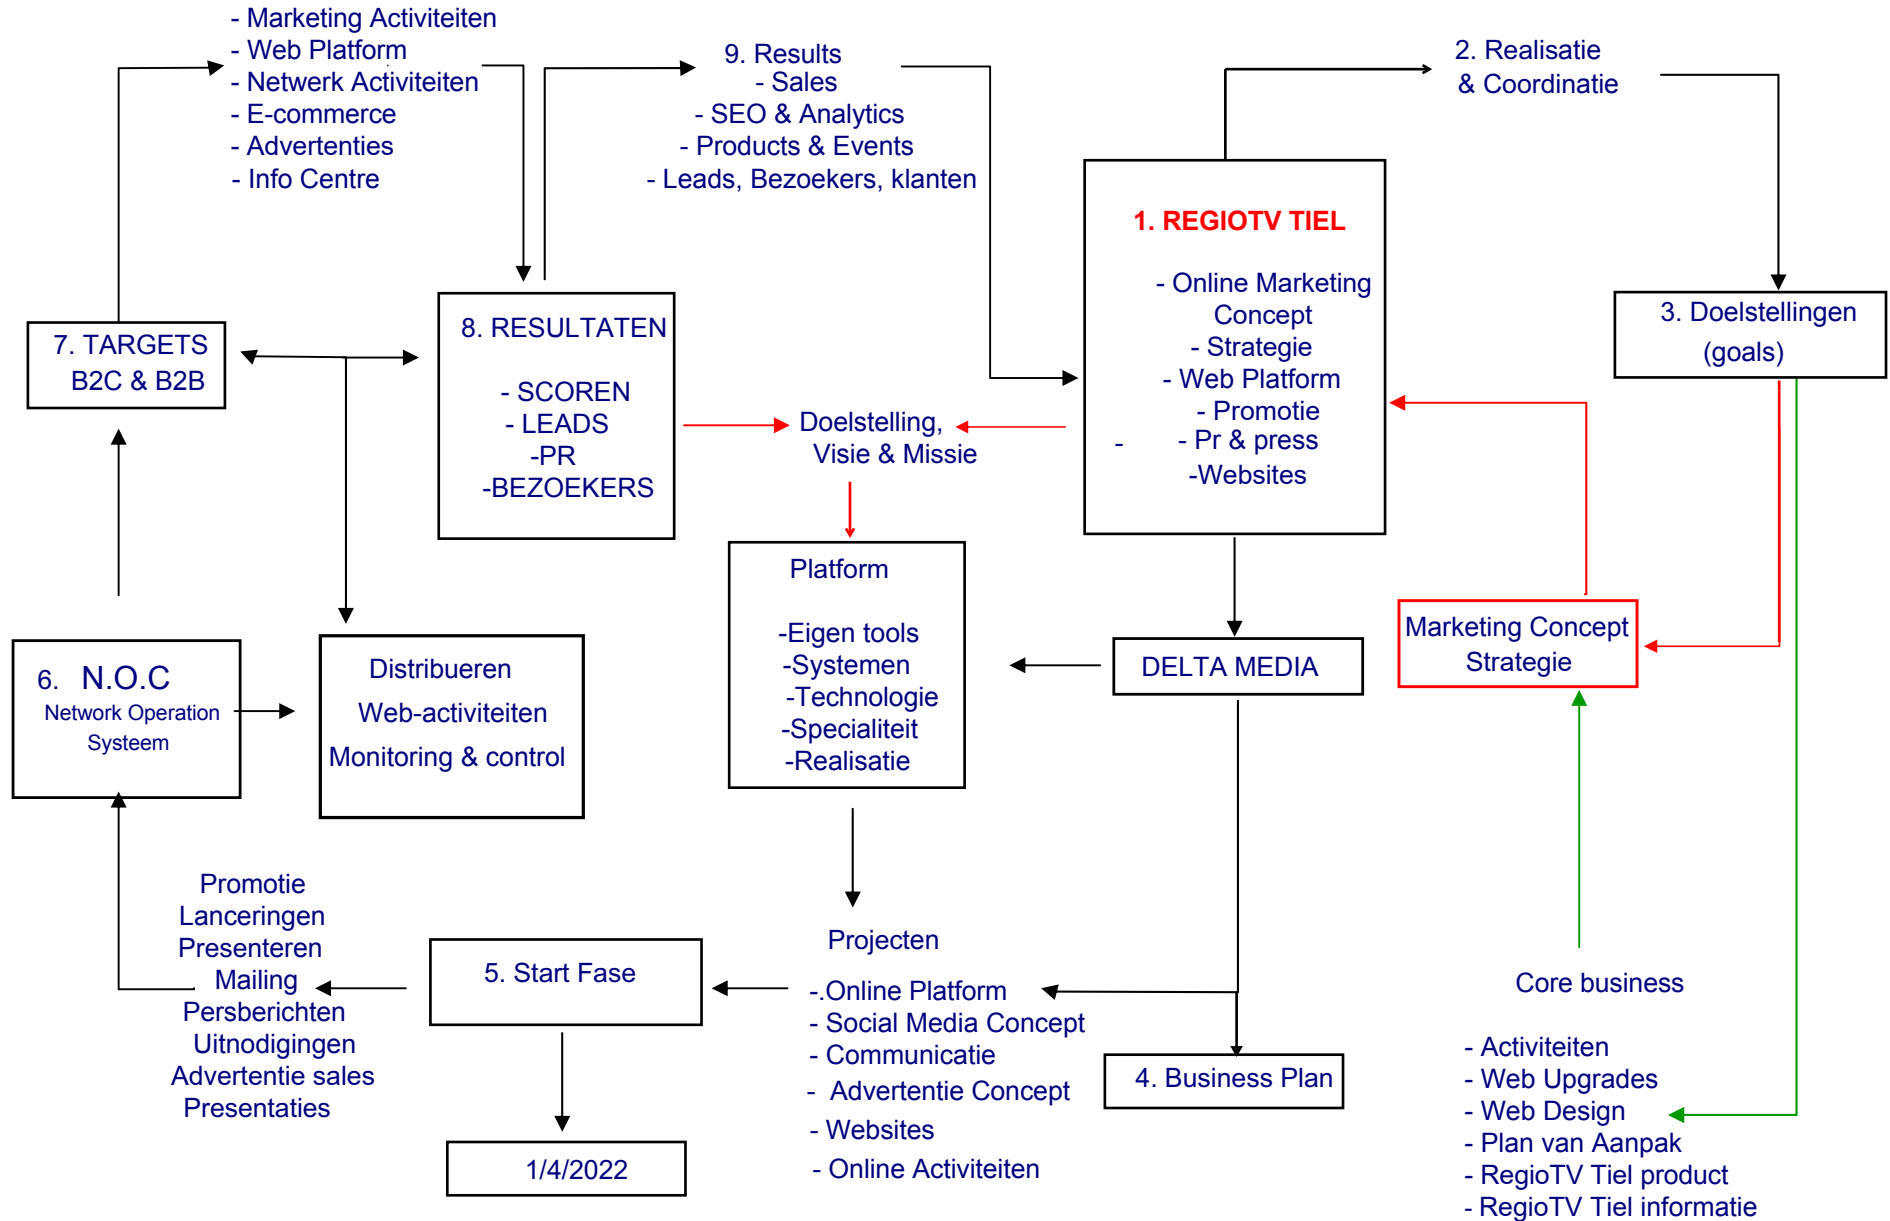 - Marketing Activiteiten
- Web Platform
- Netwerk Activiteiten
- E-commerce
- Advertenties
- Info Centre
9. Results
- Sales
- SEO & Analytics
- Products & Events
- Leads, Bezoekers, klanten
2. Realisatie
& Coordinatie
1. REGIOTV TIEL
- Online Marketing
Concept
- Strategie
- Web Platform
- Promotie
- - Pr & press
-Websites
3. Doelstellingen
(goals)
7. TARGETS
B2C & B2B
8. RESULTATEN
- SCOREN
- LEADS
-PR
-BEZOEKERS
Doelstelling,
Visie & Missie
Platform
-Eigen tools
-Systemen
-Technologie
-Specialiteit
-Realisatie
DELTA MEDIA
Marketing Concept
Strategie
6. N.O.C
Network Operation
Systeem
Distribueren
Web-activiteiten
Monitoring & control
Promotie
Lanceringen
Presenteren
Mailing
Persberichten
Uitnodigingen
Advertentie sales
Presentaties
5. Start Fase
1/4/2022
Projecten
-.Online Platform
- Social Media Concept
- Communicatie
- Advertentie Concept
- Websites
- Online Activiteiten
4. Business Plan
Core business
- Activiteiten
- Web Upgrades
- Web Design
- Plan van Aanpak
- RegioTV Tiel product
- RegioTV Tiel informatie